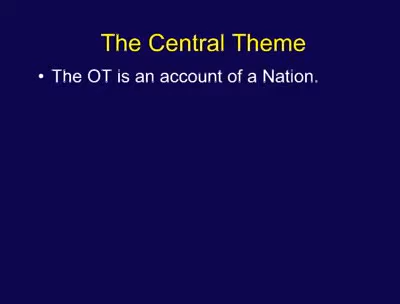 The Central Theme
• The OT is an account of a Nation.